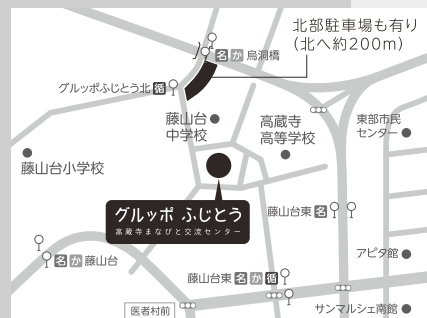 北部駐車場も有り
(北へ約200m)
名 か 烏洞橋
グルッポふじとう北 循
藤山台
中学校
高蔵寺
高等学校
東部市民
センター
藤山台小学校
藤山台東 名
グルッポ ふじとう
高蔵寺まなびと交流センター
名 か 藤山台
アピタ館
藤山台東 名 か 循
医者村前
サンマルシェ南館